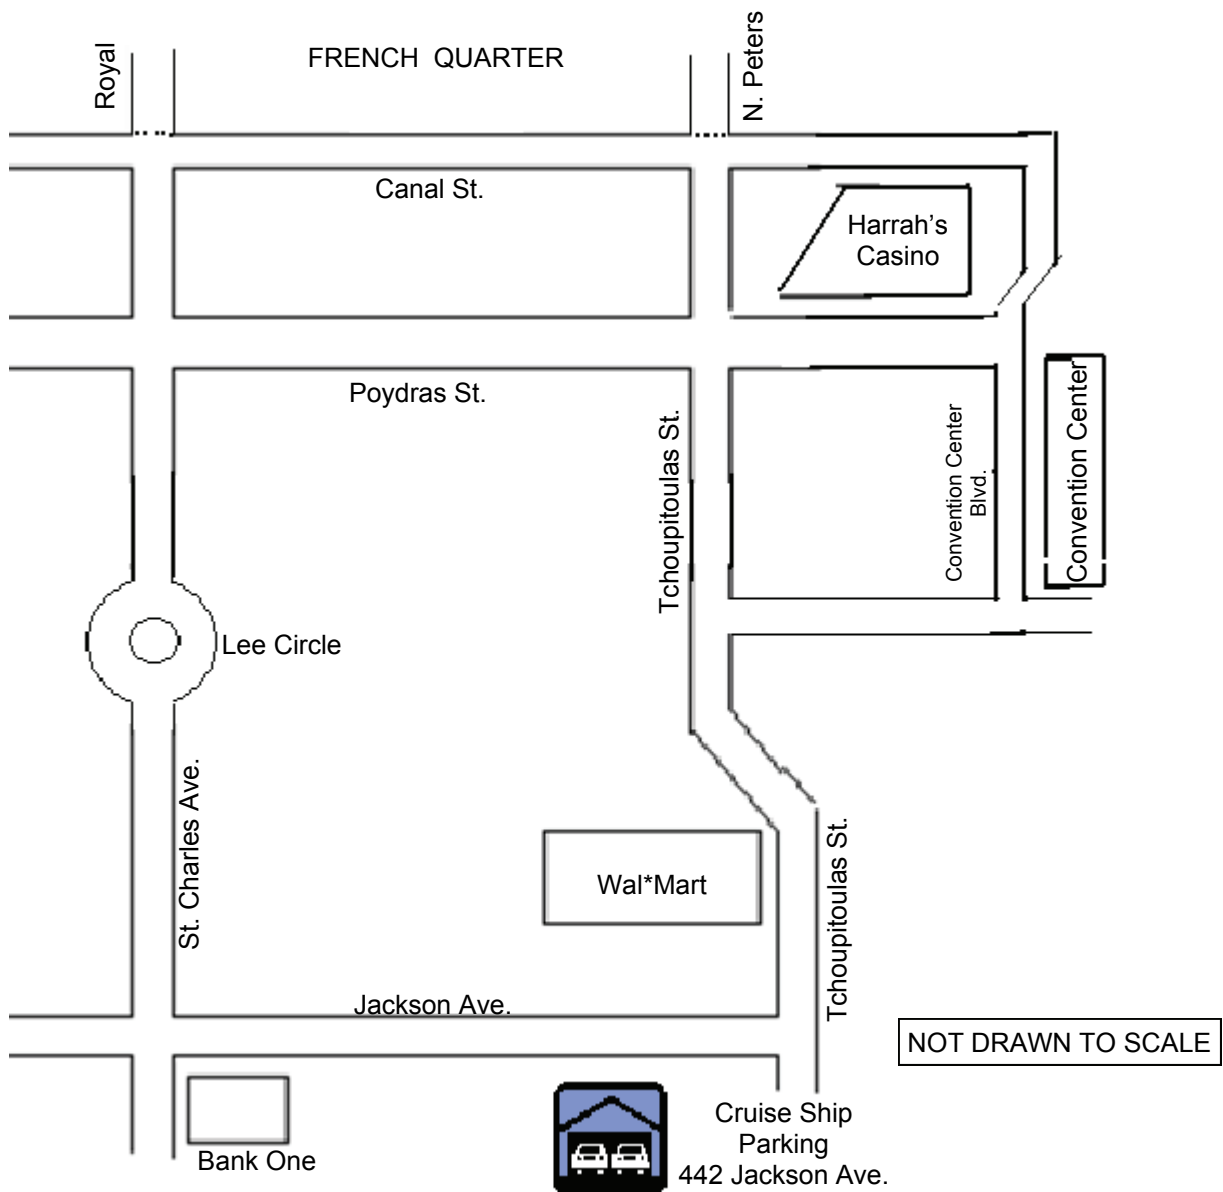 FRENCH QUARTER
Royal
N. Peters
Canal St.
Harrah's
Casino
Poydras St.
Tchoupitoulas St.
Convention Center
Blvd.
Convention Center
Lee Circle
St. Charles Ave.
Wal*Mart
Tchoupitoulas St.
Jackson Ave.
NOT DRAWN TO SCALE
Bank One
Cruise Ship
Parking
442 Jackson Ave.